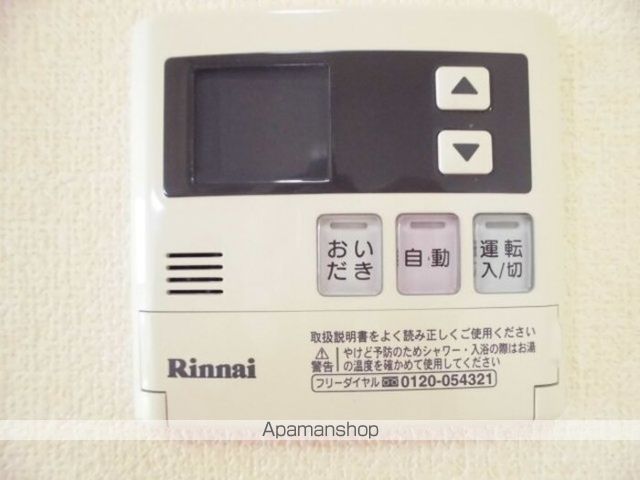 おい
だき
自動
運転
入/切
取扱説明書をよく読み正しくご使用ください
警告
やけど予防のためシャワー・入浴の際はお湯
の温度を確かめて使用してください
フリーダイヤル 0120-054321
Rinnai
Apamanshop